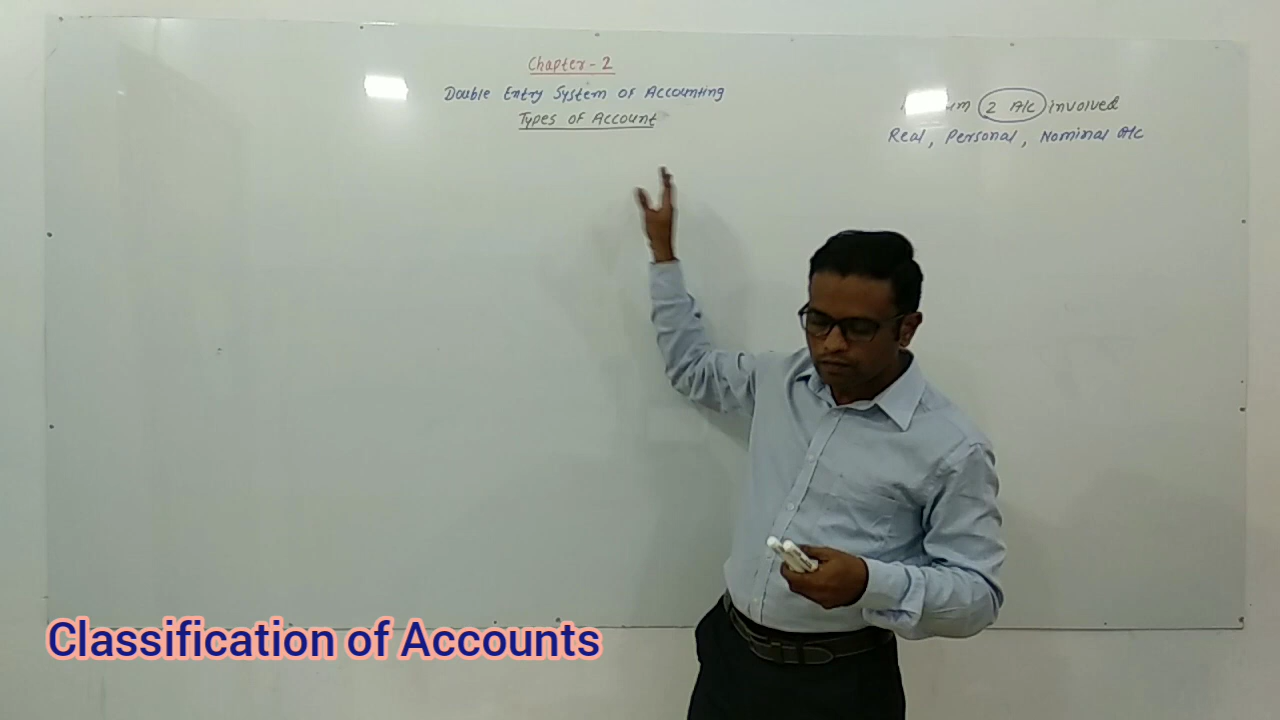 Chapter - 2
Double Entry System of Accounting
Types of Account
2 A/c involved
Real, Personal, Nominal A/c
Classification of Accounts